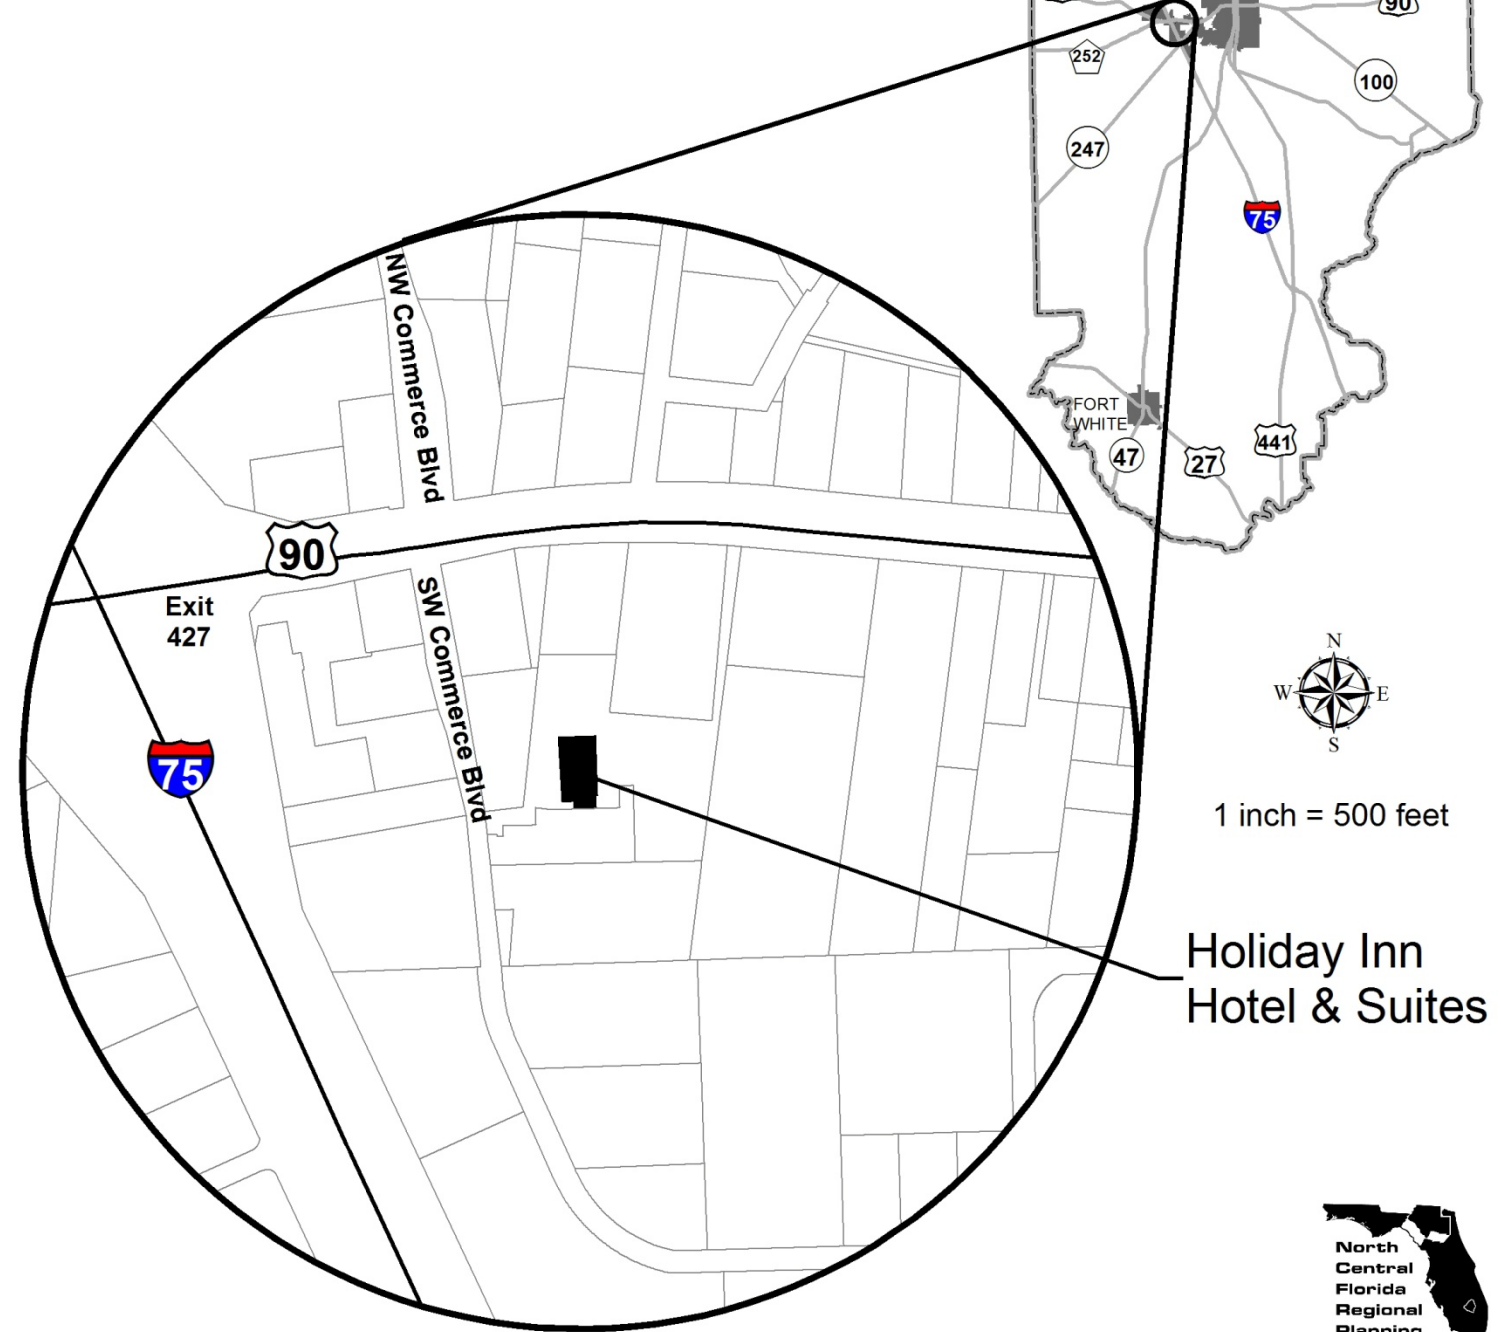 90
252
100
247
75
FORT
WHITE
47
27
441
NW Commerce Blvd
90
Exit
427
SW Commerce Blvd
75
N
W
E
S
1 inch = 500 feet
Holiday Inn
Hotel & Suites
North
Central
Florida
Regional
Planning